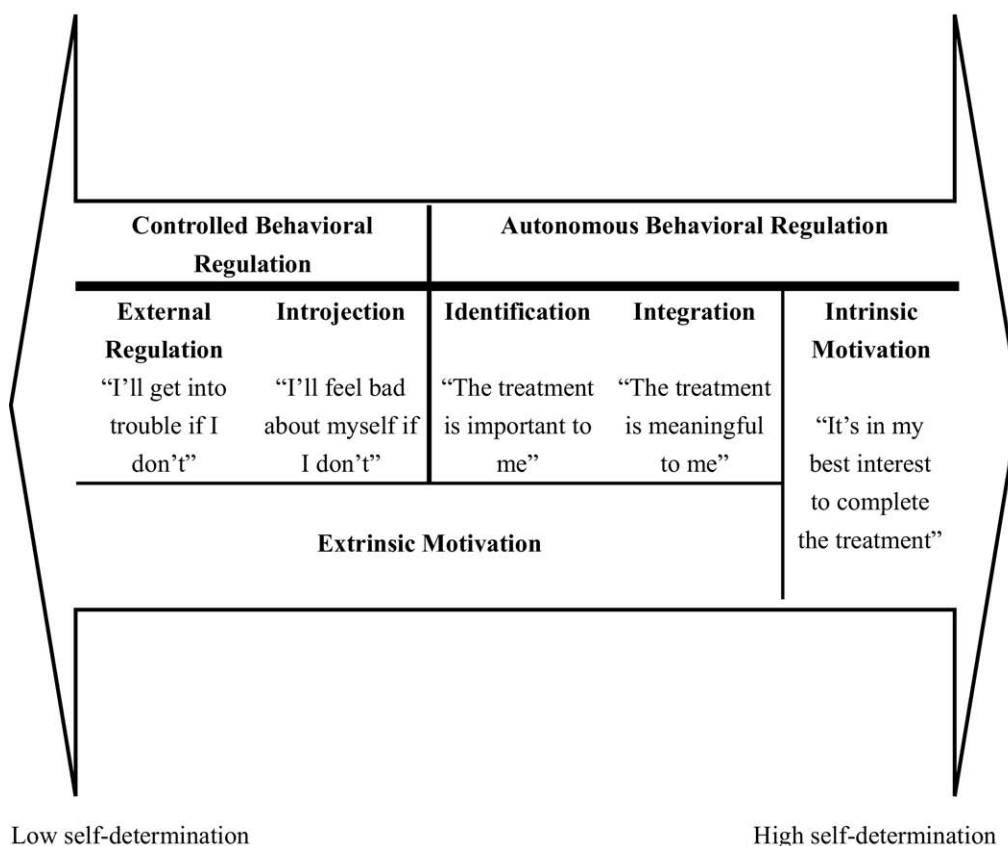 Controlled Behavioral
Regulation
Autonomous Behavioral Regulation
External
Regulation
“I’ll get into
trouble if I
don’t”
Introjection
“I’ll feel bad
about myself if
I don’t”
Identification
“The treatment
is important to
me”
Integration
“The treatment
is meaningful
to me”
Intrinsic
Motivation
“It’s in my
best interest
to complete
the treatment”
Extrinsic Motivation
Low self-determination
High self-determination